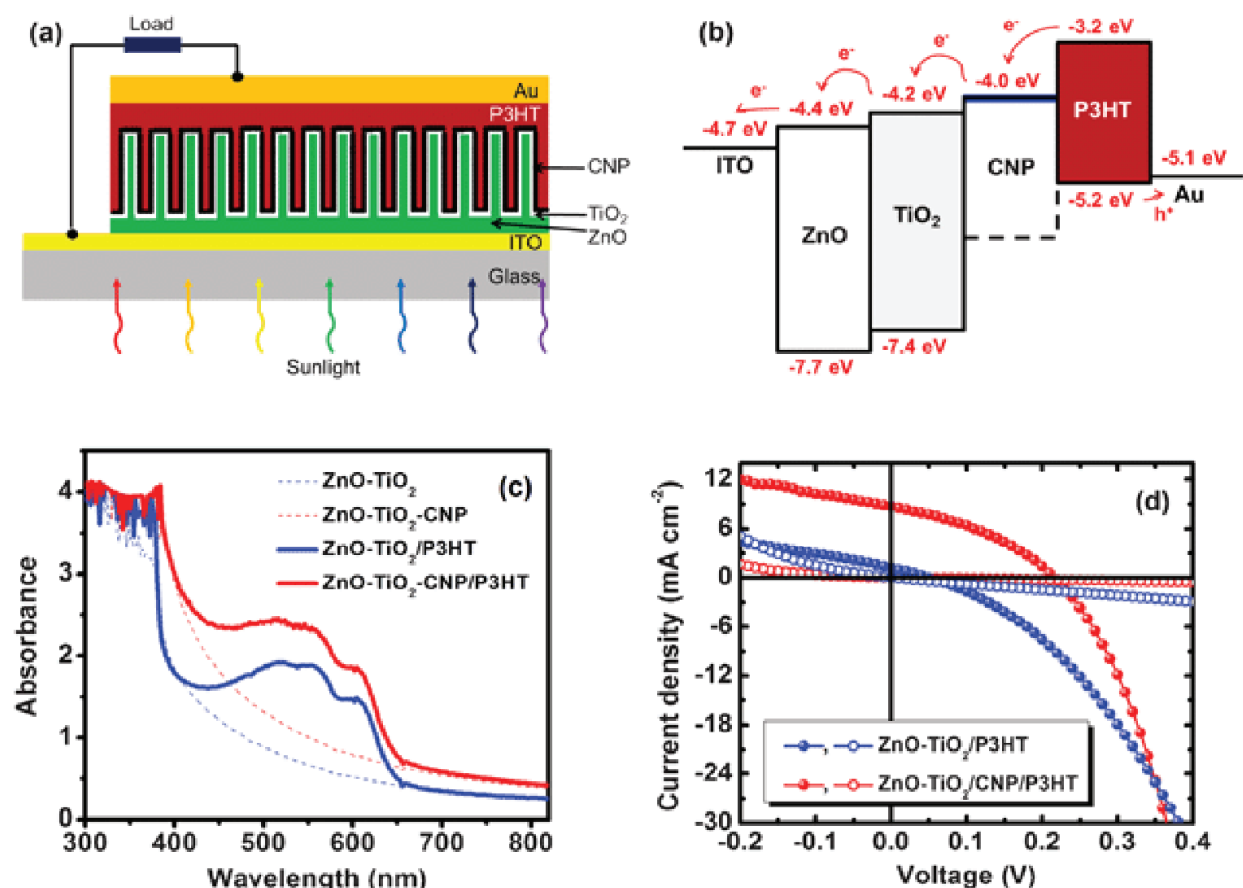 (a)
Load
Au
P3HT
CNP
TiO₂
ZnO
ITO
Glass
Sunlight
(b)
e⁻
e⁻
e⁻
-3.2 eV
-4.0 eV
-4.2 eV
-4.4 eV
-4.7 eV
ITO
ZnO
TiO₂
CNP
P3HT
-5.1 eV
Au
-5.2 eV
h⁺
-7.4 eV
-7.7 eV
(c)
ZnO-TiO₂
ZnO-TiO₂-CNP
ZnO-TiO₂/P3HT
ZnO-TiO₂-CNP/P3HT
Absorbance
4
3
2
1
0
300 400 500 600 700 800
Wavelength (nm)
(d)
Current density (mA cm⁻²)
12
6
0
-6
-12
-18
-24
-30
, ZnO-TiO₂/P3HT
, ZnO-TiO₂/CNP/P3HT
-0.2 -0.1 0.0 0.1 0.2 0.3 0.4
Voltage (V)